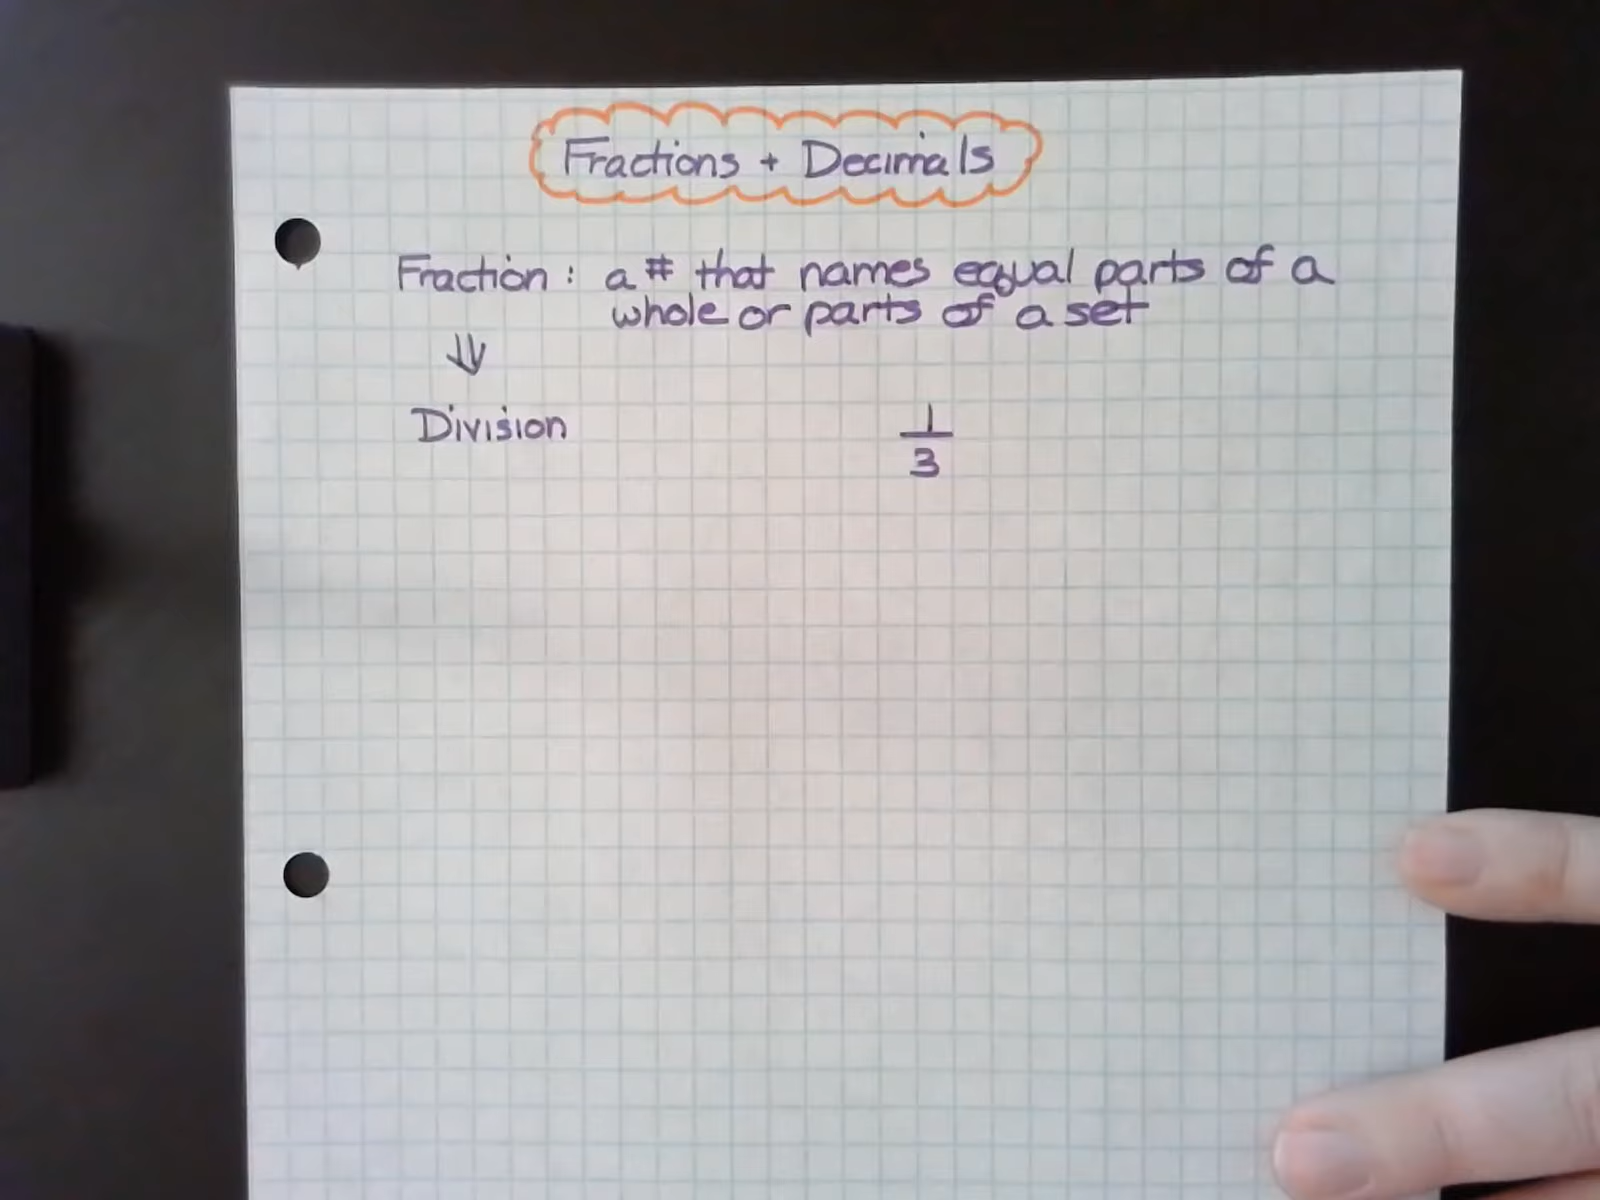 Fractions + Decimals
Fraction: a # that names equal parts of a
whole or parts of a set
⇓
Division
1
3